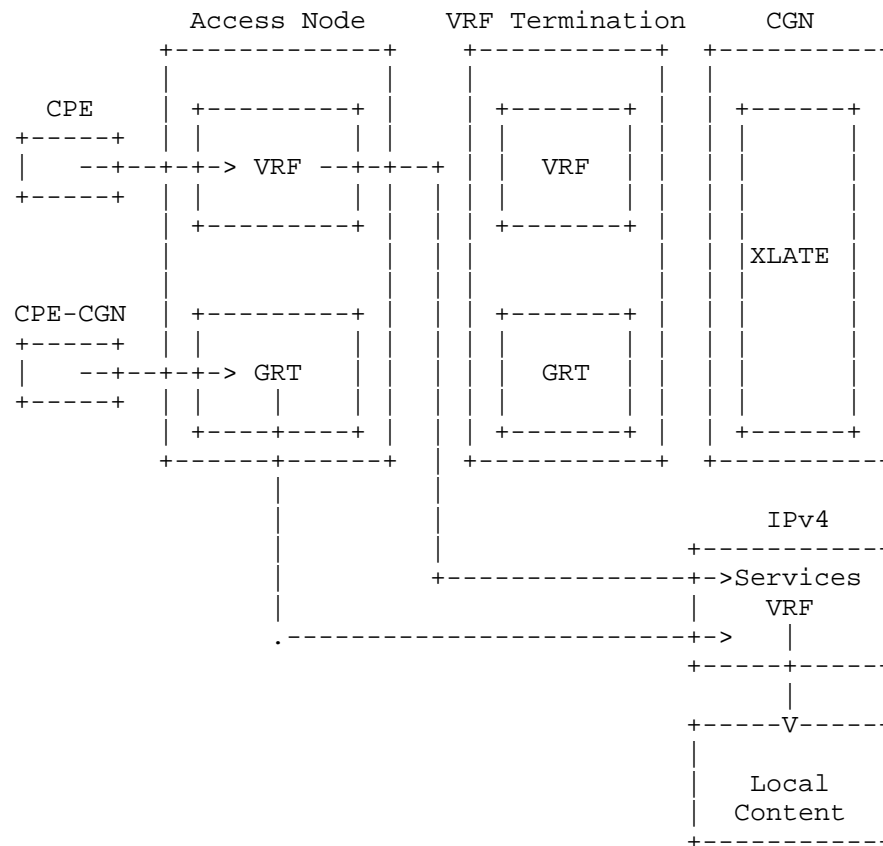 Access Node VRF Termination CGN
CPE
VRF VRF
XLATE
CPE-CGN
GRT GRT
IPv4
Services
VRF
Local
Content